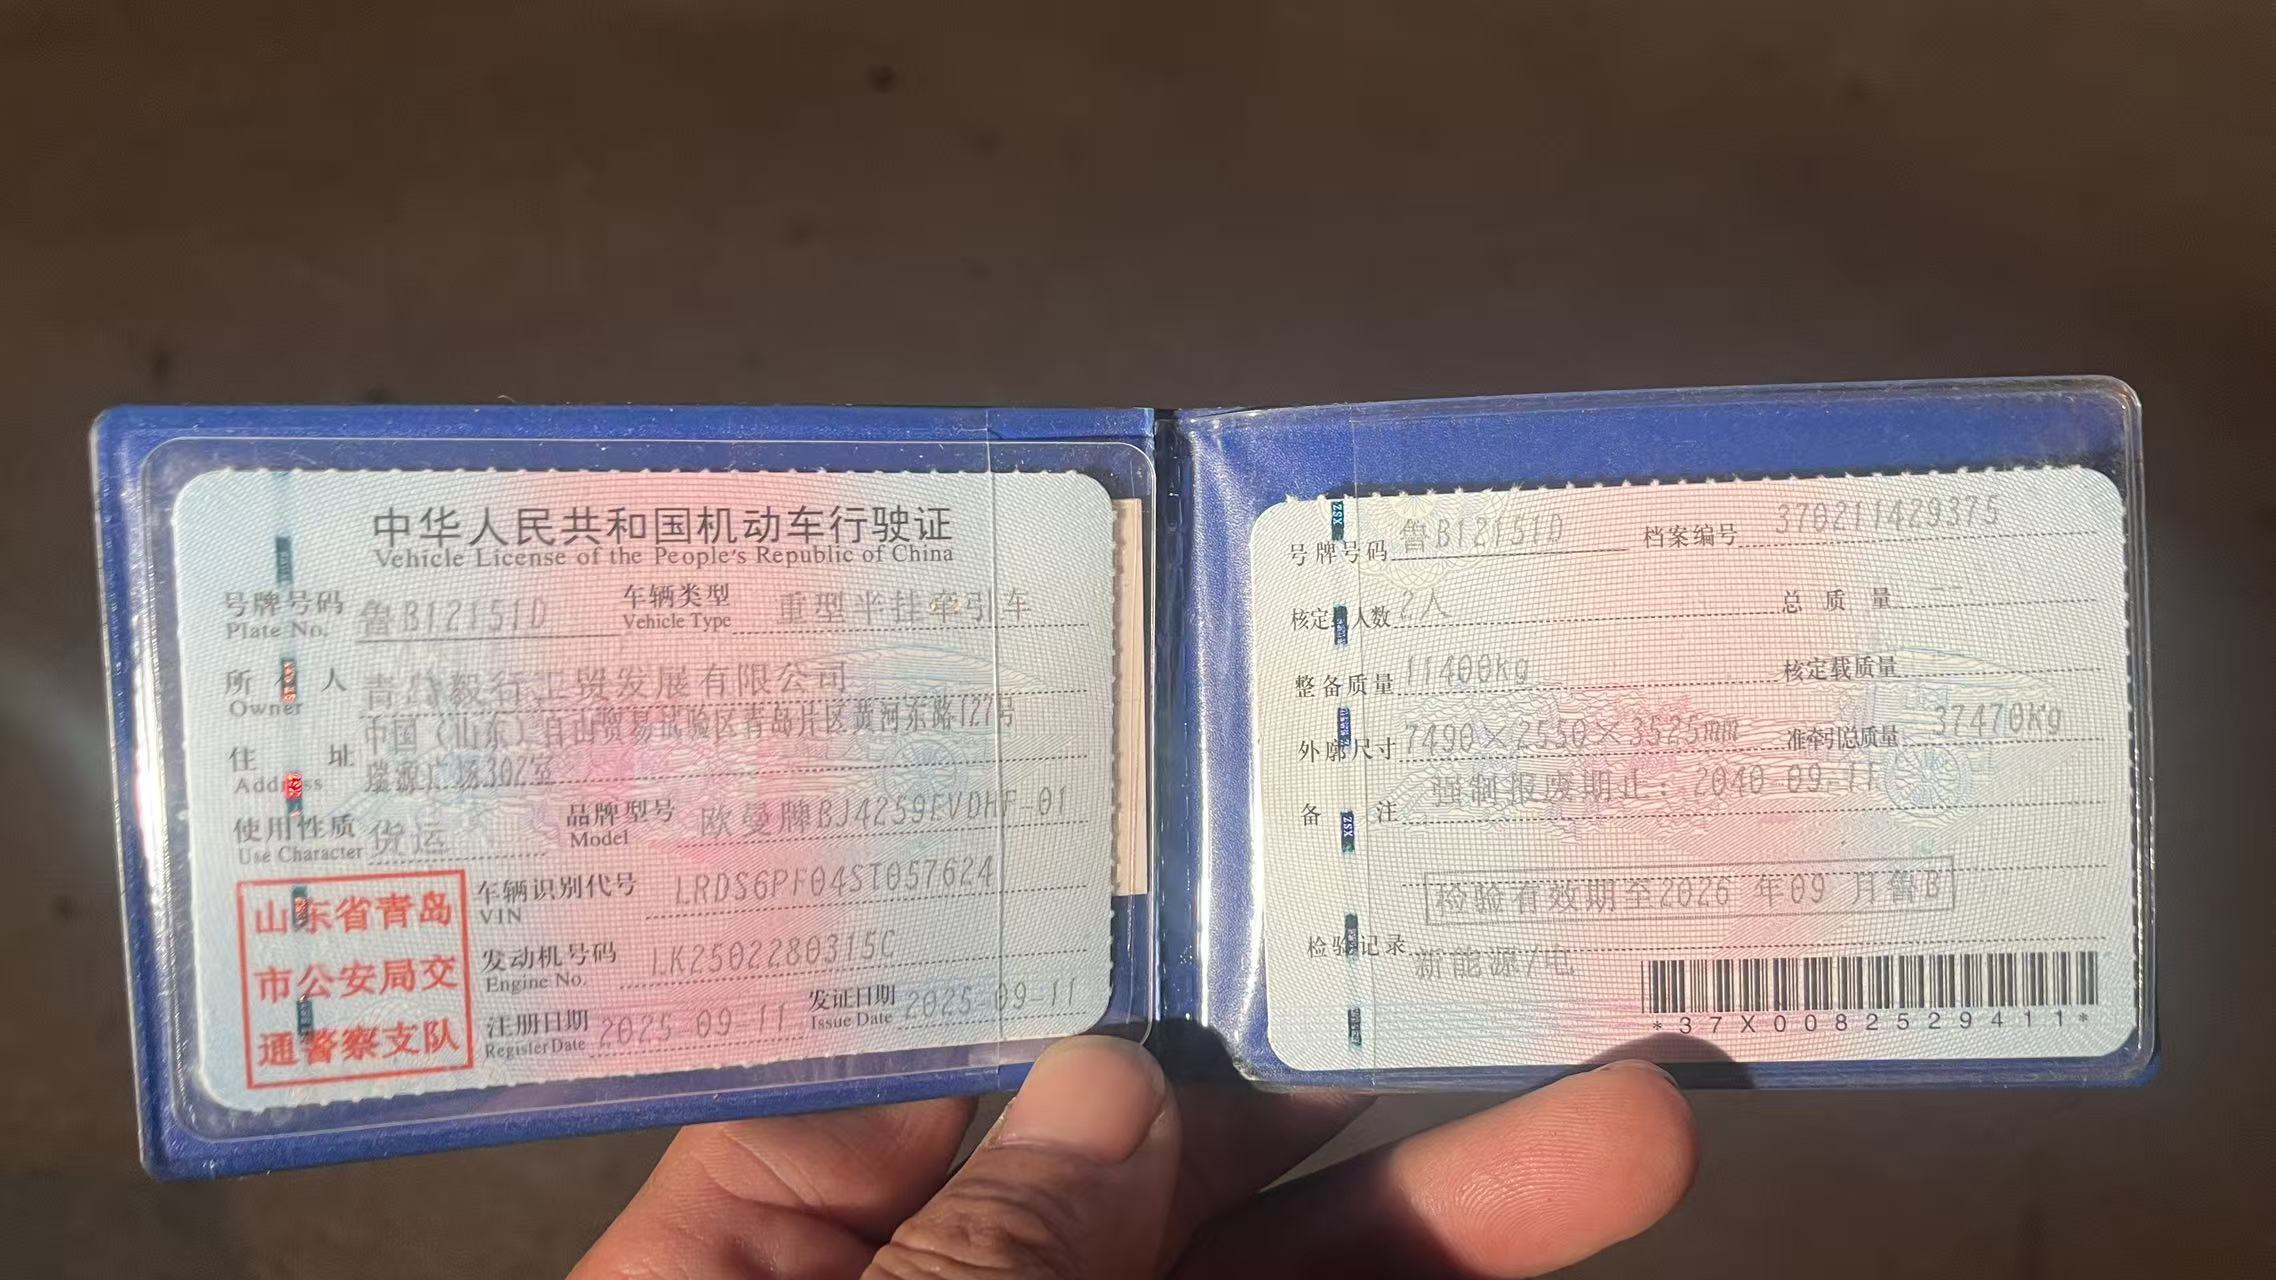 中华人民共和国机动车行驶证
Vehicle License of the People's Republic of China
号牌号码 鲁B12151D 车辆类型 重型半挂牵引车
Plate No. Vehicle Type
所有人 青岛毅行工贸发展有限公司
Owner
住址 中国（山东）自由贸易试验区青岛片区黄河东路127号
Address 瑞源广场302室
使用性质 货运 品牌型号 欧曼牌BJ4259EVDHF-01
Use Character Model
车辆识别代号 LRDS6PF04ST057624
VIN
发动机号码 LK2502280315C
Engine No.
注册日期 2025-09-11 发证日期 2025-09-11
Register Date Issue Date
山东省青岛
市公安局交
通警察支队
号牌号码 鲁B12151D 档案编号 370211429375
核定载人数 2人 总质量 --
整备质量 11400kg 核定载质量
外廓尺寸 7490×2550×3525mm 准牵引总质量 37470kg
备注 强制报废期止：2040-09-11
检验有效期至2026年09月鲁B
检验记录 新能源/电
*37X0082529411*